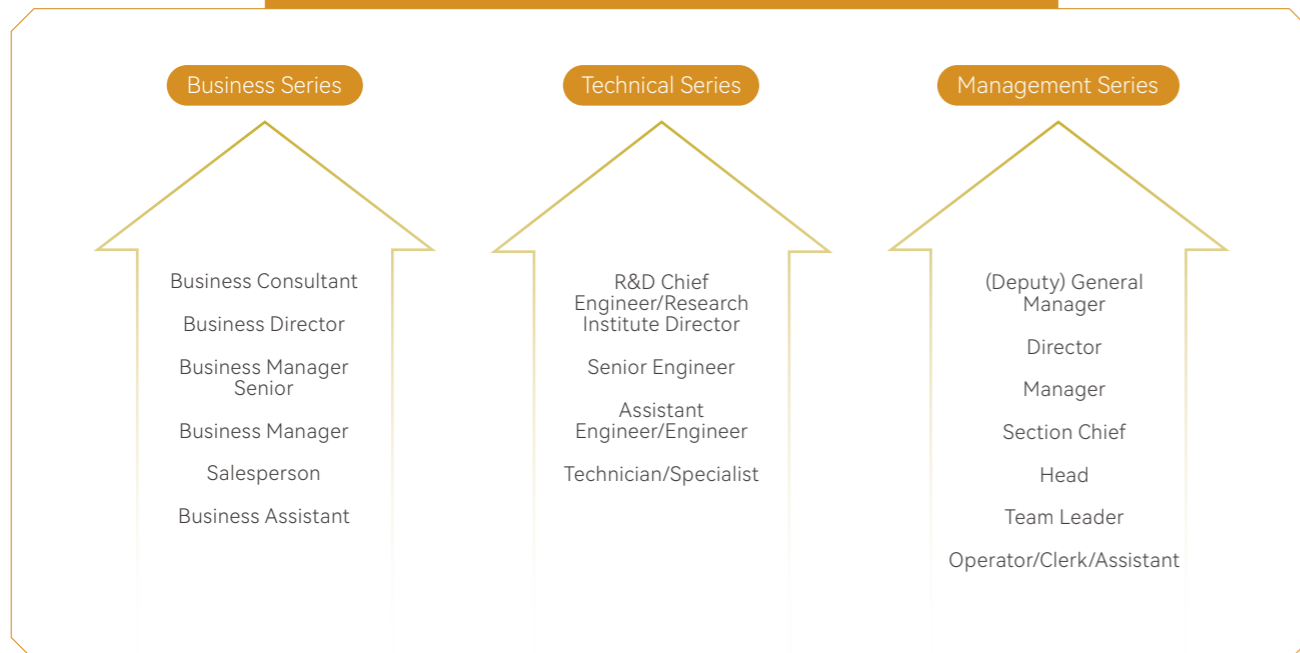 Business Series
Business Consultant
Business Director
Business Manager
Senior
Business Manager
Salesperson
Business Assistant
Technical Series
R&D Chief
Engineer/Research
Institute Director
Senior Engineer
Assistant
Engineer/Engineer
Technician/Specialist
Management Series
(Deputy) General
Manager
Director
Manager
Section Chief
Head
Team Leader
Operator/Clerk/Assistant